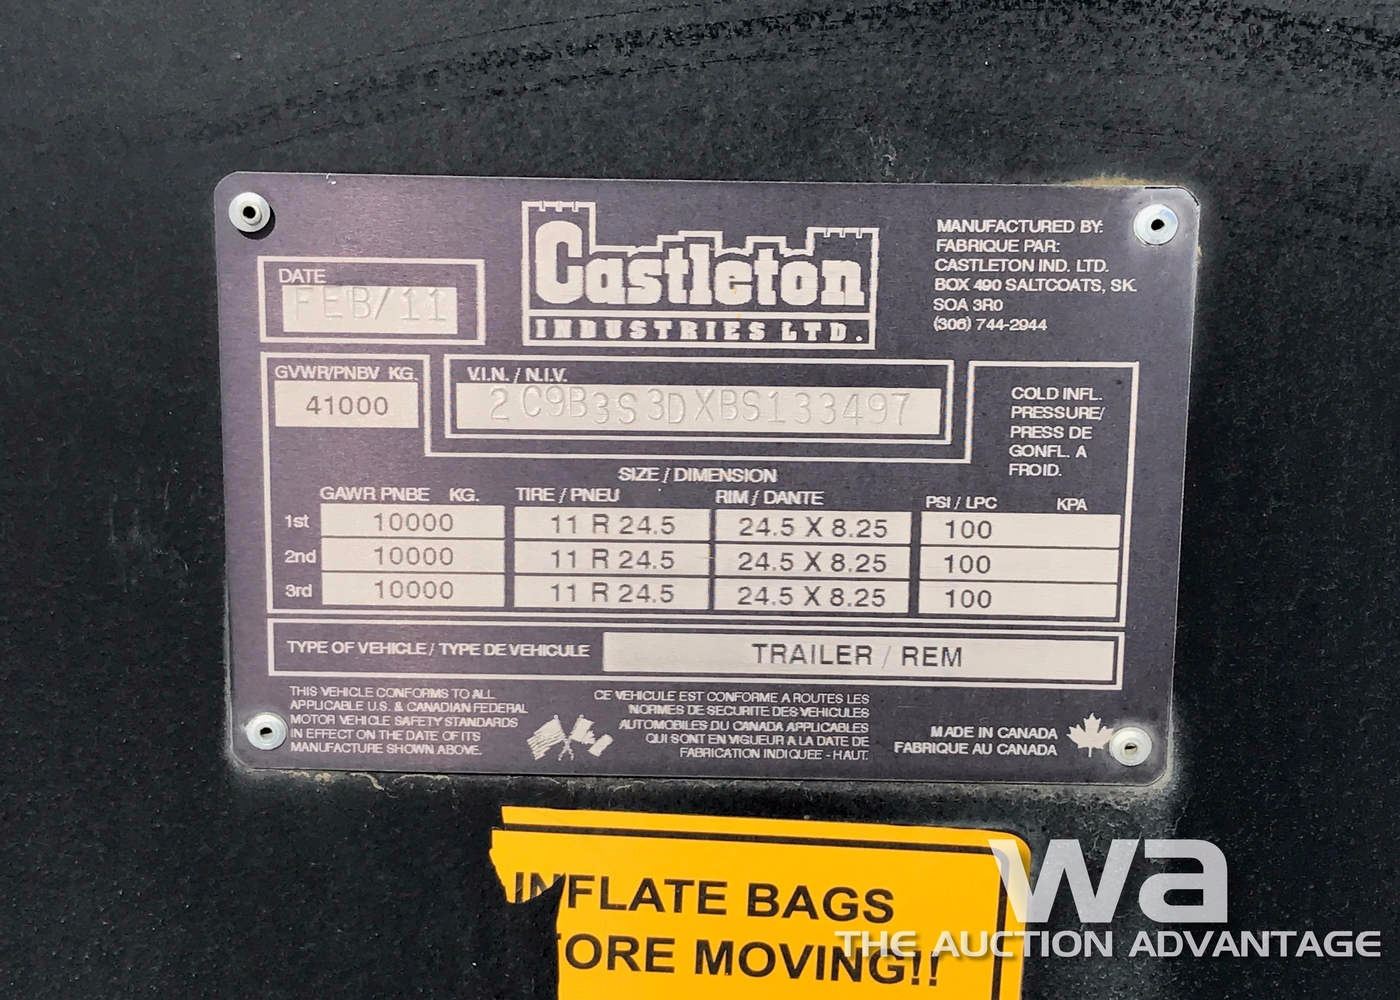 Castleton
INDUSTRIES LTD.
MANUFACTURED BY:
FABRIQUE PAR:
CASTLETON IND. LTD.
BOX 490 SALTCOATS, SK.
SOA 3R0
(306) 744-2944
DATE
FEB/11
GVWR/PNBV KG.
41000
V.I.N. / N.I.V.
2C9B3S3DXBS133497
COLD INFL.
PRESSURE/
PRESS DE
GONFL. A
FROID.
SIZE / DIMENSION
GAWR PNBE KG. TIRE / PNEU RIM / DANTE PSI / LPC KPA
1st 10000 11 R 24.5 24.5 X 8.25 100
2nd 10000 11 R 24.5 24.5 X 8.25 100
3rd 10000 11 R 24.5 24.5 X 8.25 100
TYPE OF VEHICLE / TYPE DE VEHICULE TRAILER / REM
THIS VEHICLE CONFORMS TO ALL
APPLICABLE U.S. & CANADIAN FEDERAL
MOTOR VEHICLE SAFETY STANDARDS
IN EFFECT ON THE DATE OF ITS
MANUFACTURE SHOWN ABOVE.
CE VEHICULE EST CONFORME A ROUTES LES
NORMES DE SECURITE DES VEHICULES
AUTOMOBILES DU CANADA APPLICABLES
QUI SONT EN VIGUEUR A LA DATE DE
FABRICATION INDIQUEE - HAUT.
MADE IN CANADA
FABRIQUE AU CANADA
INFLATE BAGS
ORE MOVING!!
wa
THE AUCTION ADVANTAGE